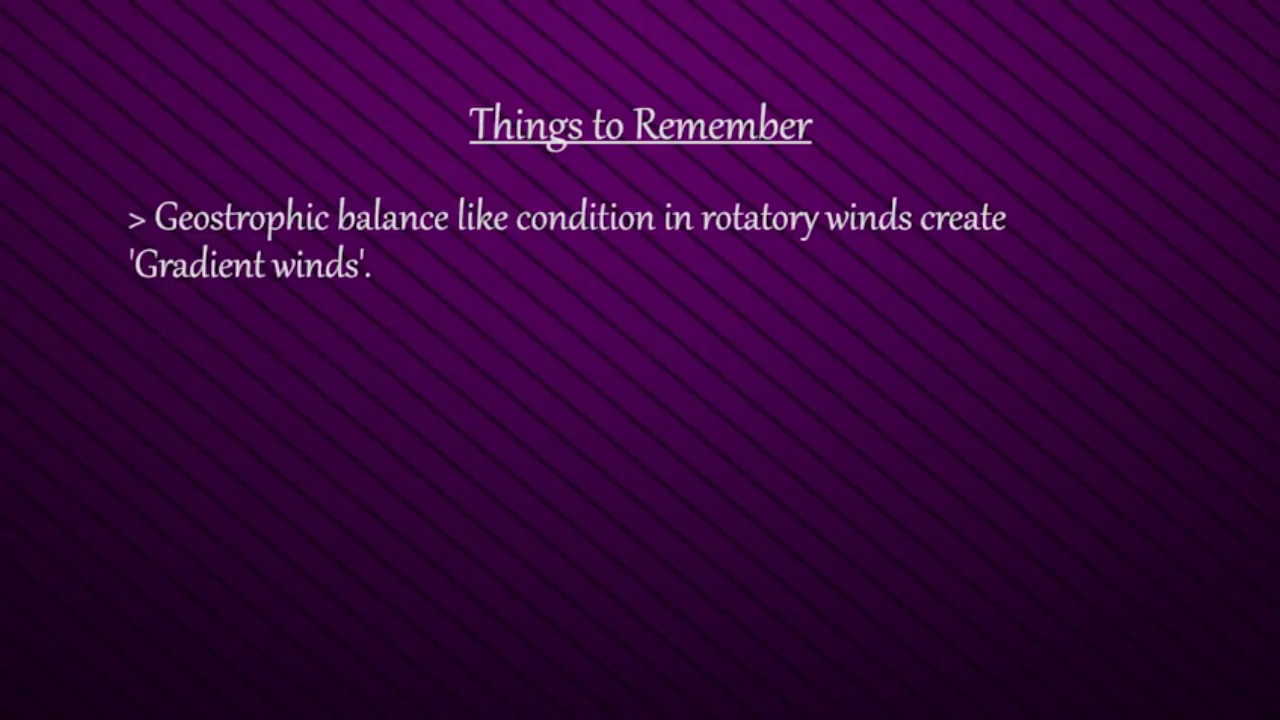 Things to Remember
> Geostrophic balance like condition in rotatory winds create
'Gradient winds'.